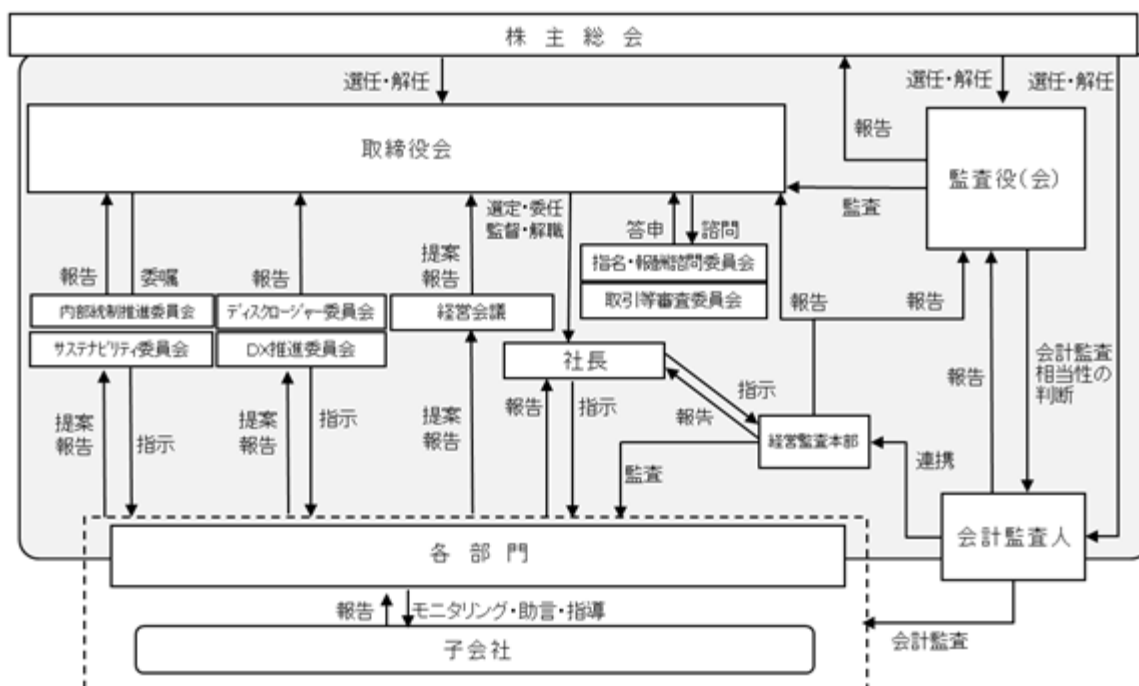 株主総会
選任・解任
選任・解任
選任・解任
報告
取締役会
監査役(会)
監査
選定・委任
監督・解職
答申
諮問
提案
報告
報告
委嘱
報告
指名・報酬諮問委員会
取引等審査委員会
内部統制推進委員会
ディスクロージャー委員会
経営会議
サステナビリティ委員会
DX推進委員会
報告
報告
社長
会計監査
相当性の
判断
報告
指示
報告
提案
報告
指示
提案
報告
指示
提案
報告
報告
指示
経営監査本部
監査
連携
会計監査人
各部門
報告
モニタリング・助言・指導
会計監査
子会社